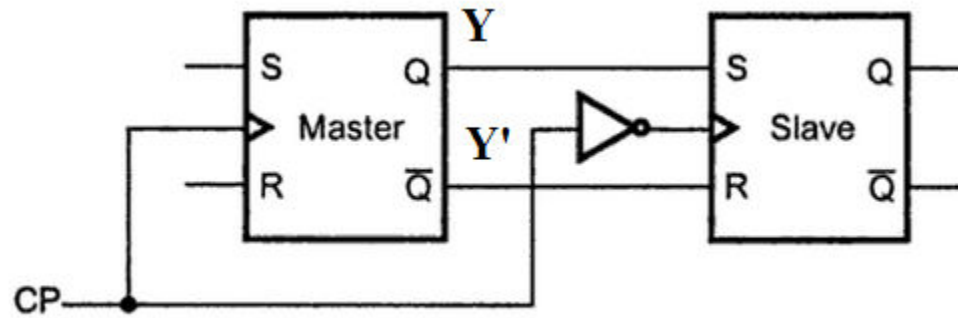 Y
S Q S Q
Master Slave
Y'
R Q̅ R Q̅
CP